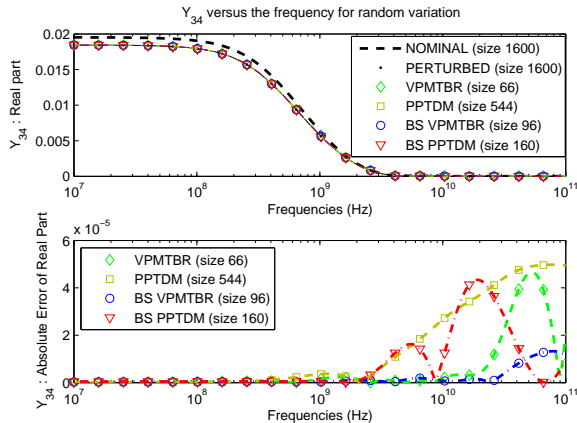 Y34 versus the frequency for random variation
0.02
0.015
0.01
0.005
0
Y34 : Real part
NOMINAL (size 1600)
PERTURBED (size 1600)
VPMTBR (size 66)
PPTDM (size 544)
BS VPMTBR (size 96)
BS PPTDM (size 160)
10^7 10^8 10^9 10^10 10^11
Frequencies (Hz)
x 10^-5
6
4
2
0
Y34 : Absolute Error of Real Part
VPMTBR (size 66)
PPTDM (size 544)
BS VPMTBR (size 96)
BS PPTDM (size 160)
10^7 10^8 10^9 10^10 10^11
Frequencies (Hz)